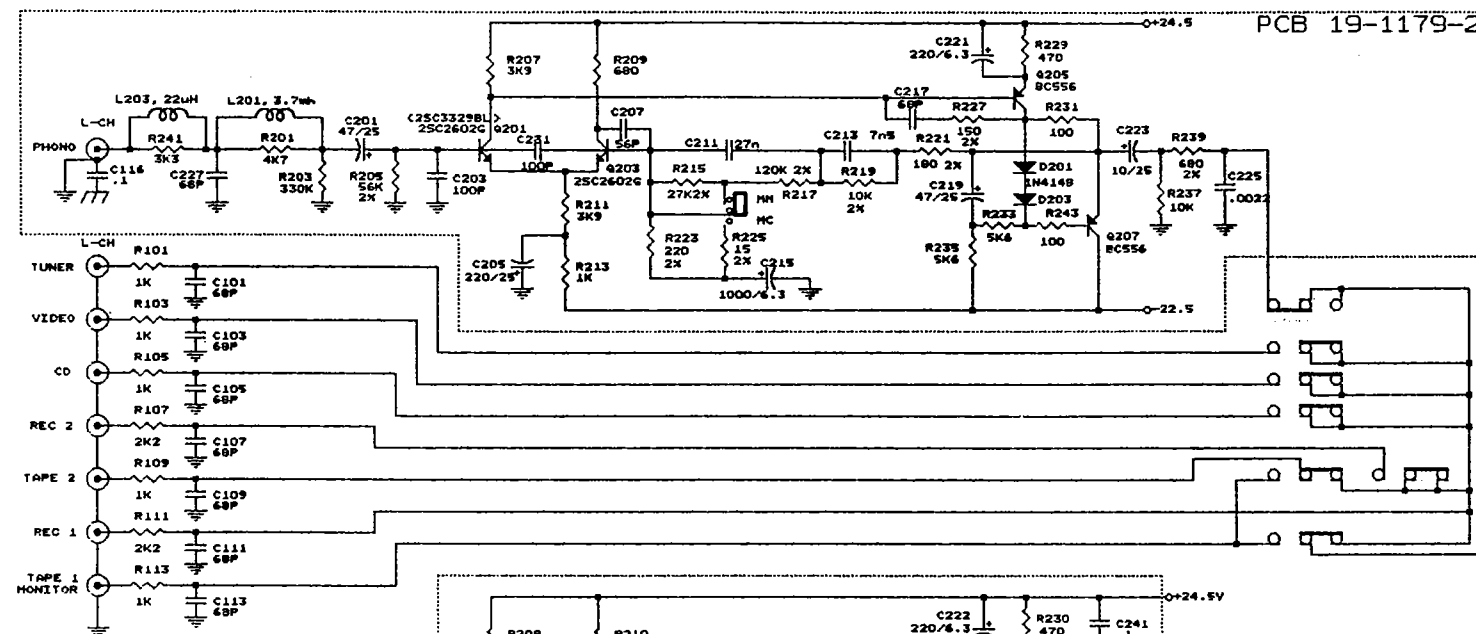 PCB 19-1179-2
+24.5
C221
220/6.3
R229
470
Q205
BC556
R207
3K9
R209
680
L203, 22uH
L201, 3.7mh
L-CH
PHONO
R241
3K3
C116
.1
C227
68P
R201
4K7
R203
330K
C201
47/25
R205
56K
2%
C203
100P
(2SC3329BL)
2SC2602G Q201
C231
100P
C207
56P
Q203
2SC2602G
R211
3K9
C205
220/25
R213
1K
C211
27n
R215
27K2%
120K 2%
R217
MM
MC
R223
220
2%
R225
15
2%
C215
1000/6.3
C213
7n5
R219
10K
2%
R221
180 2%
C217
68P
R227
150
2%
R231
100
D201
1N4148
D203
C219
47/25
R233
5K6
R243
100
R235
5K6
Q207
BC556
C223
10/25
R239
680
2%
R237
10K
C225
.0022
-22.5
L-CH
TUNER
R101
1K
C101
68P
VIDEO
R103
1K
C103
68P
CD
R105
1K
C105
68P
REC 2
R107
2K2
C107
68P
TAPE 2
R109
1K
C109
68P
REC 1
R111
2K2
C111
68P
TAPE 1
MONITOR
R113
1K
C113
68P
+24.5V
C222
220/6.3
R230
470
C241
R208
R210